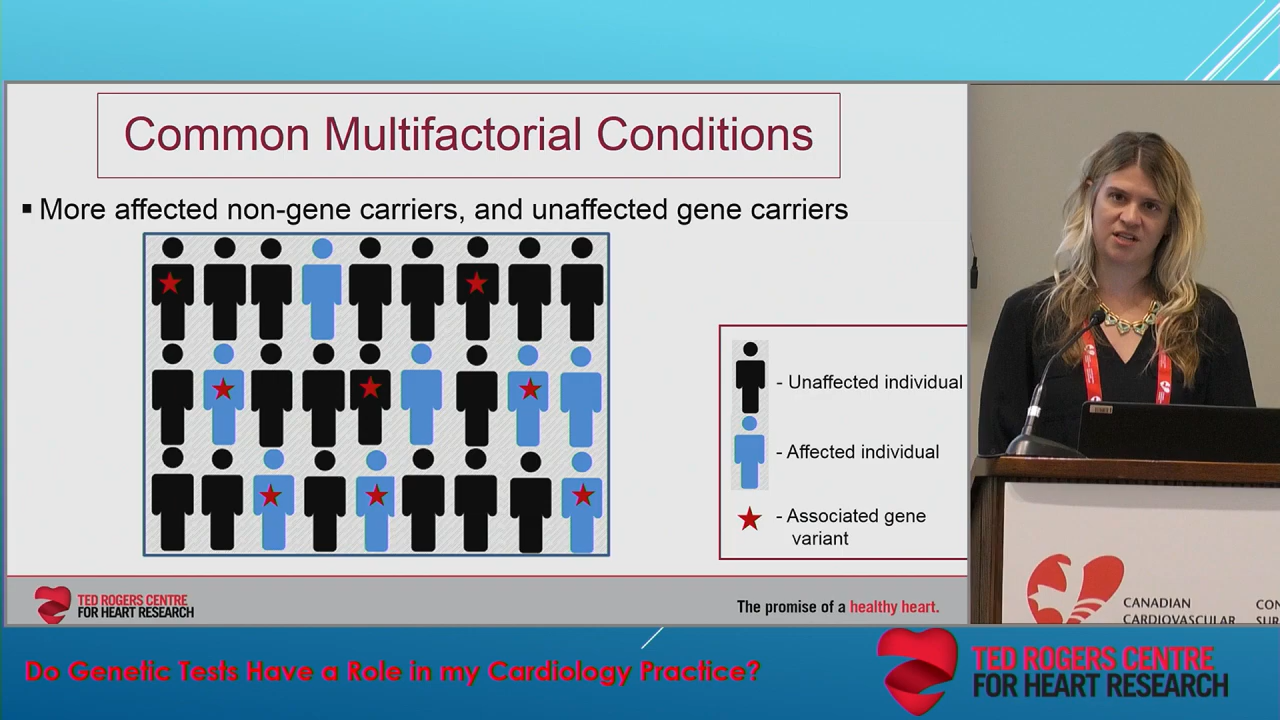 Common Multifactorial Conditions
▪ More affected non-gene carriers, and unaffected gene carriers
- Unaffected individual
- Affected individual
- Associated gene
variant
TED ROGERS CENTRE
FOR HEART RESEARCH
The promise of a healthy heart.
CANADIAN
CARDIOVASCULAR
CON
SUR
Do Genetic Tests Have a Role in my Cardiology Practice?
TED ROGERS CENTRE
FOR HEART RESEARCH